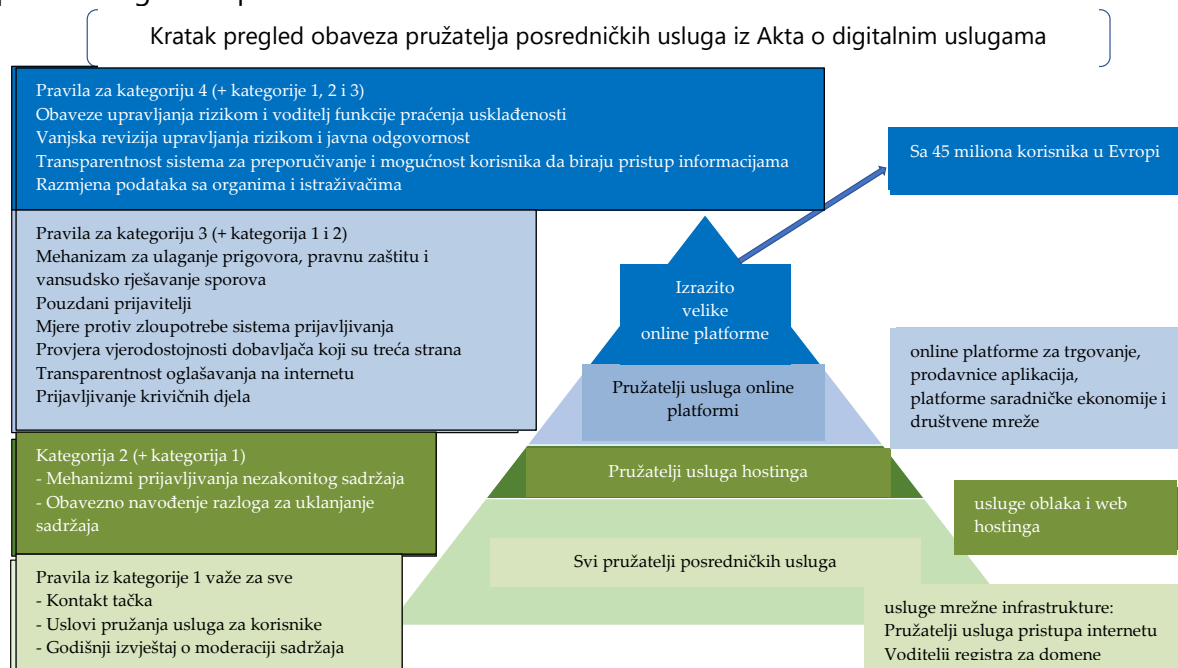 Kratak pregled obaveza pružatelja posredničkih usluga iz Akta o digitalnim uslugama
Pravila za kategoriju 4 (+ kategorije 1, 2 i 3)
Obaveze upravljanja rizikom i voditelj funkcije praćenja usklađenosti
Vanjska revizija upravljanja rizikom i javna odgovornost
Transparentnost sistema za preporučivanje i mogućnost korisnika da biraju pristup informacijama
Razmjena podataka sa organima i istraživačima
Sa 45 miliona korisnika u Evropi
Pravila za kategoriju 3 (+ kategorija 1 i 2)
Mehanizam za ulaganje prigovora, pravnu zaštitu i
vansudsko rješavanje sporova
Pouzdani prijavitelji
Mjere protiv zloupotrebe sistema prijavljivanja
Provjera vjerodostojnosti dobavljača koji su treća strana
Transparentnost oglašavanja na internetu
Prijavljivanje krivičnih djela
Izrazito
velike
online platforme
Pružatelji usluga online
platformi
online platforme za trgovanje,
prodavnice aplikacija,
platforme saradničke ekonomije i
društvene mreže
Kategorija 2 (+ kategorija 1)
- Mehanizmi prijavljivanja nezakonitog sadržaja
- Obavezno navođenje razloga za uklanjanje
sadržaja
Pružatelji usluga hostinga
usluge oblaka i web
hostinga
Pravila iz kategorije 1 važe za sve
- Kontakt tačka
- Uslovi pružanja usluga za korisnike
- Godišnji izvještaj o moderaciji sadržaja
Svi pružatelji posredničkih usluga
usluge mrežne infrastrukture:
Pružatelji usluga pristupa internetu
Voditelji registra za domene